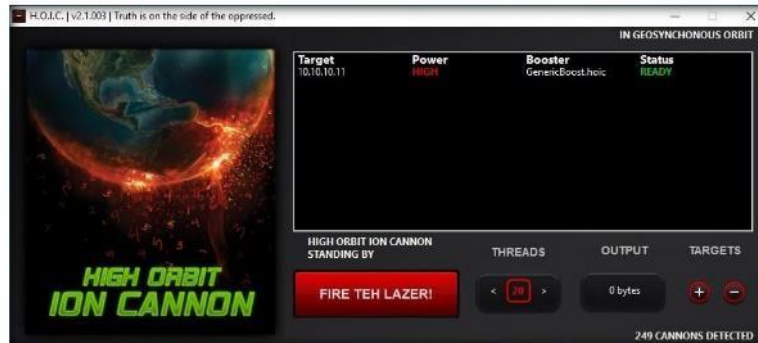 H.O.I.C. | v2.1.003 | Truth is on the side of the oppressed.
IN GEOSYNCHONOUS ORBIT
Target Power Booster Status
10.10.10.11 HIGH GenericBoost.hoic READY
HIGH ORBIT
ION CANNON
HIGH ORBIT ION CANNON
STANDING BY
THREADS OUTPUT TARGETS
FIRE TEH LAZER!
< 20 > 0 bytes + −
249 CANNONS DETECTED